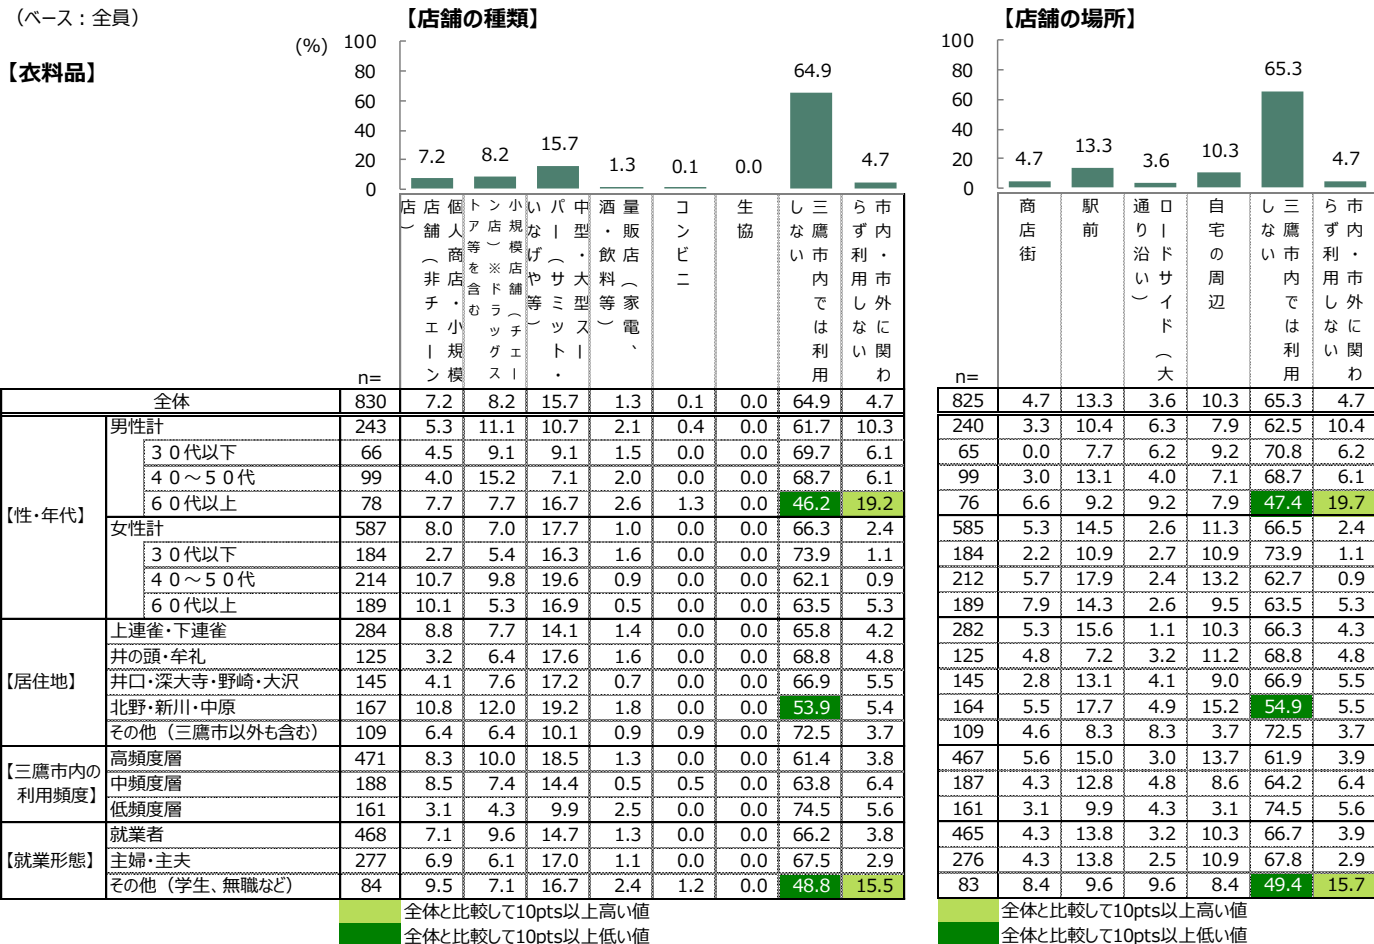 (ベース:全員)
【店舗の種類】
【店舗の場所】
【衣料品】
(%)
100
80
60
40
20
0
7.2
8.2
15.7
1.3
0.1
0.0
64.9
4.7
100
80
60
40
20
0
4.7
13.3
3.6
10.3
65.3
4.7
個人商店・小規模店舗(非チェーン店)
小規模店舗(チェーン店)※ドラッグストア等を含む
中型・大型スーパー(サミット・いなげや等)
量販店(家電、酒・飲料等)
コンビニ
生協
三鷹市内では利用しない
市内・市外に関わらず利用しない
商店街
駅前
ロードサイド(大通り沿い)
自宅の周辺
三鷹市内では利用しない
市内・市外に関わらず利用しない
n=
n=
全体 830 7.2 8.2 15.7 1.3 0.1 0.0 64.9 4.7 825 4.7 13.3 3.6 10.3 65.3 4.7
【性・年代】
男性計 243 5.3 11.1 10.7 2.1 0.4 0.0 61.7 10.3 240 3.3 10.4 6.3 7.9 62.5 10.4
30代以下 66 4.5 9.1 9.1 1.5 0.0 0.0 69.7 6.1 65 0.0 7.7 6.2 9.2 70.8 6.2
40~50代 99 4.0 15.2 7.1 2.0 0.0 0.0 68.7 6.1 99 3.0 13.1 4.0 7.1 68.7 6.1
60代以上 78 7.7 7.7 16.7 2.6 1.3 0.0 46.2 19.2 76 6.6 9.2 9.2 7.9 47.4 19.7
女性計 587 8.0 7.0 17.7 1.0 0.0 0.0 66.3 2.4 585 5.3 14.5 2.6 11.3 66.5 2.4
30代以下 184 2.7 5.4 16.3 1.6 0.0 0.0 73.9 1.1 184 2.2 10.9 2.7 10.9 73.9 1.1
40~50代 214 10.7 9.8 19.6 0.9 0.0 0.0 62.1 0.9 212 5.7 17.9 2.4 13.2 62.7 0.9
60代以上 189 10.1 5.3 16.9 0.5 0.0 0.0 63.5 5.3 189 7.9 14.3 2.6 9.5 63.5 5.3
【居住地】
上連雀・下連雀 284 8.8 7.7 14.1 1.4 0.0 0.0 65.8 4.2 282 5.3 15.6 1.1 10.3 66.3 4.3
井の頭・牟礼 125 3.2 6.4 17.6 1.6 0.0 0.0 68.8 4.8 125 4.8 7.2 3.2 11.2 68.8 4.8
井口・深大寺・野崎・大沢 145 4.1 7.6 17.2 0.7 0.0 0.0 66.9 5.5 145 2.8 13.1 4.1 9.0 66.9 5.5
北野・新川・中原 167 10.8 12.0 19.2 1.8 0.0 0.0 53.9 5.4 164 5.5 17.7 4.9 15.2 54.9 5.5
その他(三鷹市以外も含む) 109 6.4 6.4 10.1 0.9 0.9 0.0 72.5 3.7 109 4.6 8.3 8.3 3.7 72.5 3.7
【三鷹市内の
利用頻度】
高頻度層 471 8.3 10.0 18.5 1.3 0.0 0.0 61.4 3.8 467 5.6 15.0 3.0 13.7 61.9 3.9
中頻度層 188 8.5 7.4 14.4 0.5 0.5 0.0 63.8 6.4 187 4.3 12.8 4.8 8.6 64.2 6.4
低頻度層 161 3.1 4.3 9.9 2.5 0.0 0.0 74.5 5.6 161 3.1 9.9 4.3 3.1 74.5 5.6
【就業形態】
就業者 468 7.1 9.6 14.7 1.3 0.0 0.0 66.2 3.8 465 4.3 13.8 3.2 10.3 66.7 3.9
主婦・主夫 277 6.9 6.1 17.0 1.1 0.0 0.0 67.5 2.9 276 4.3 13.8 2.5 10.9 67.8 2.9
その他(学生、無職など) 84 9.5 7.1 16.7 2.4 1.2 0.0 48.8 15.5 83 8.4 9.6 9.6 8.4 49.4 15.7
全体と比較して10pts以上高い値
全体と比較して10pts以上低い値
全体と比較して10pts以上高い値
全体と比較して10pts以上低い値